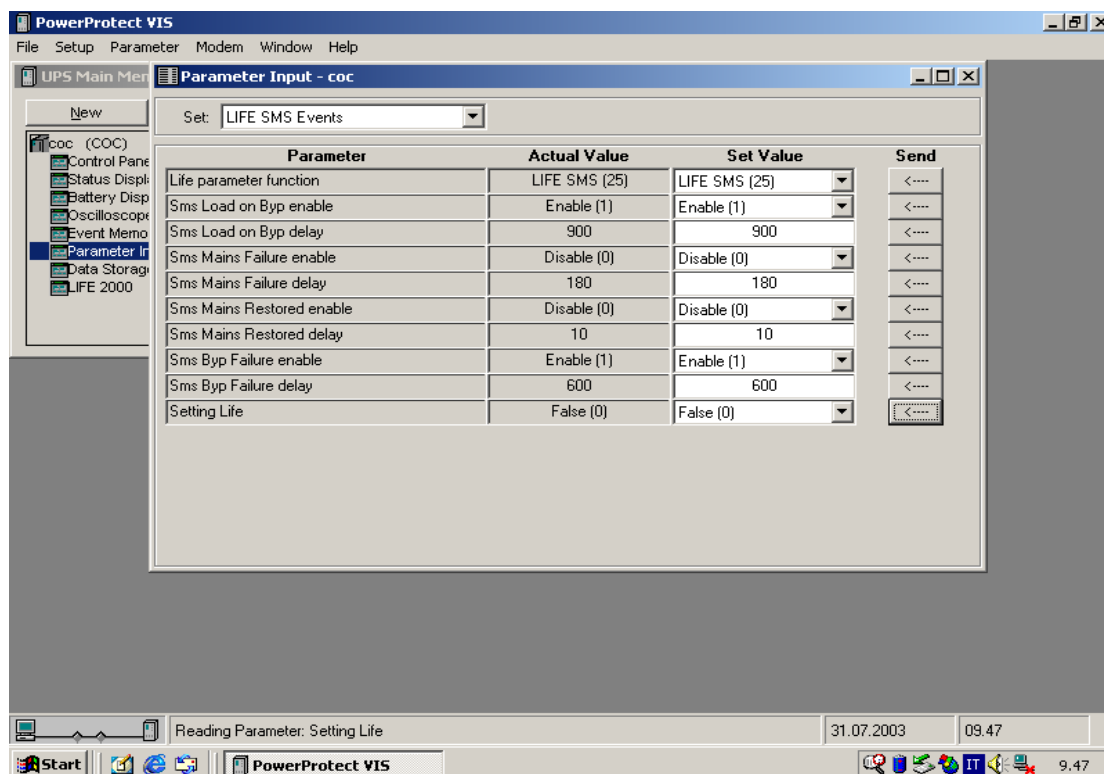 PowerProtect VIS
File Setup Parameter Modem Window Help
UPS Main Men
Parameter Input - coc
New
Set: LIFE SMS Events
coc (COC)
Control Pane
Status Displ
Battery Disp
Oscilloscope
Event Memo
Parameter In
Data Storag
LIFE 2000
Parameter Actual Value Set Value Send
Life parameter function LIFE SMS (25) LIFE SMS (25) <----
Sms Load on Byp enable Enable (1) Enable (1) <----
Sms Load on Byp delay 900 900 <----
Sms Mains Failure enable Disable (0) Disable (0) <----
Sms Mains Failure delay 180 180 <----
Sms Mains Restored enable Disable (0) Disable (0) <----
Sms Mains Restored delay 10 10 <----
Sms Byp Failure enable Enable (1) Enable (1) <----
Sms Byp Failure delay 600 600 <----
Setting Life False (0) False (0) <----
Reading Parameter: Setting Life 31.07.2003 09.47
Start PowerProtect VIS IT 9.47